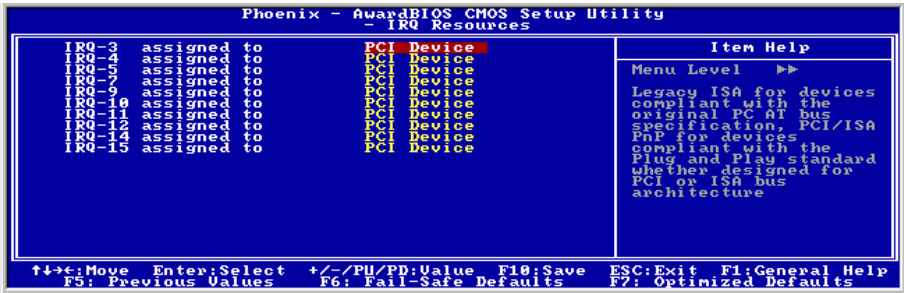 Phoenix - AwardBIOS CMOS Setup Utility
- IRQ Resources
IRQ-3 assigned to PCI Device
IRQ-4 assigned to PCI Device
IRQ-5 assigned to PCI Device
IRQ-7 assigned to PCI Device
IRQ-9 assigned to PCI Device
IRQ-10 assigned to PCI Device
IRQ-11 assigned to PCI Device
IRQ-12 assigned to PCI Device
IRQ-14 assigned to PCI Device
IRQ-15 assigned to PCI Device
Item Help
Menu Level ▶▶
Legacy ISA for devices
compliant with the
original PC AT bus
specification, PCI/ISA
PnP for devices
compliant with the
Plug and Play standard
whether designed for
PCI or ISA bus
architecture
↑↓→←:Move Enter:Select +/-/PU/PD:Value F10:Save ESC:Exit F1:General Help
F5: Previous Values F6: Fail-Safe Defaults F7: Optimized Defaults